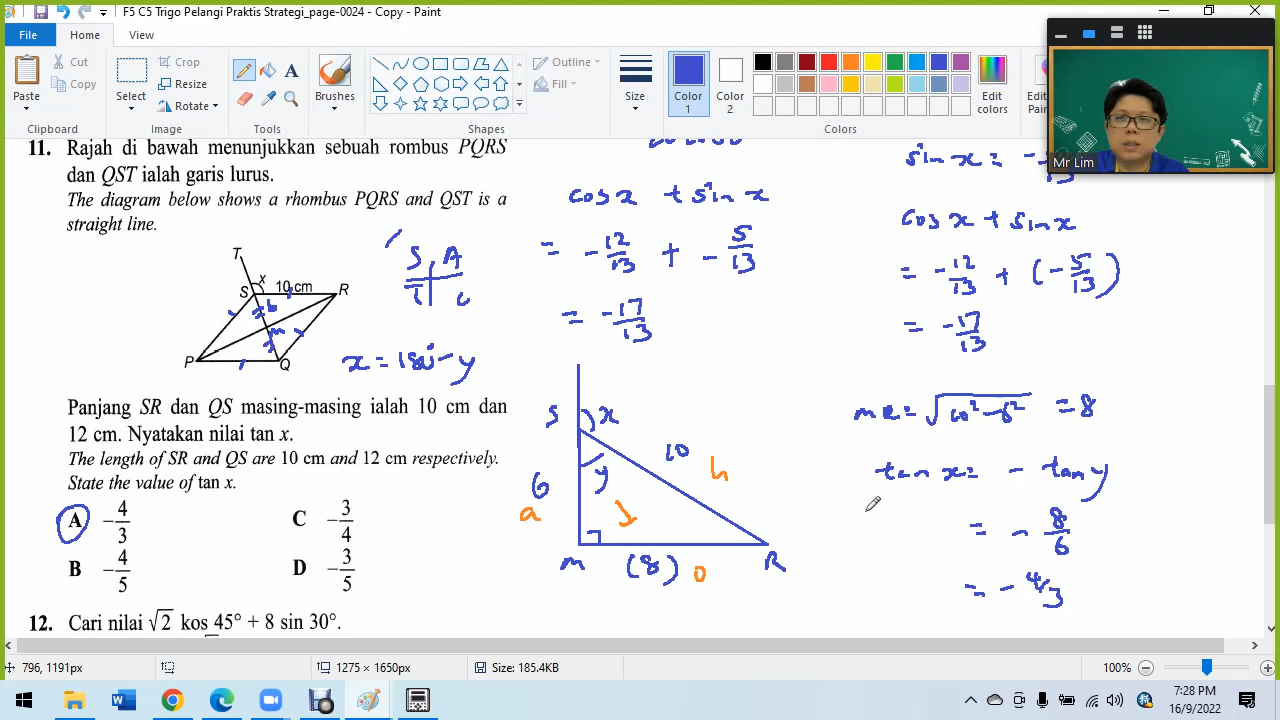 F5 C5 Trigo Pelangi Praktis Strategi_page-0024 - Copy - Paint
File Home View
Paste
Cut
Copy
Clipboard
Select
Crop
Resize
Rotate
Image
A
Tools
Brushes
Outline
Fill
Shapes
Size
Color 1
Color 2
Colors
Edit colors
Edit
Pain
Mr Lim
11. Rajah di bawah menunjukkan sebuah rombus PQRS
dan QST ialah garis lurus.
The diagram below shows a rhombus PQRS and QST is a
straight line.
T
x
S
10 cm
R
6
m
P
Q
S A
T C
x = 180° - y
Panjang SR dan QS masing-masing ialah 10 cm dan
12 cm. Nyatakan nilai tan x.
The length of SR and QS are 10 cm and 12 cm respectively.
State the value of tan x.
A -4/3
C -3/4
B -4/5
D -3/5
12. Cari nilai √2 kos 45° + 8 sin 30°.
cos x + sin x
= -12/13 + -5/13
= -17/13
S
x
10
h
6
y
a
M
(8)
o
R
sin x = -
13
cos x + sin x
= -12/13 + (-5/13)
= -17/13
MR = √10²-6² = 8
tan x = - tan y
= - 8/6
= - 4/3
796, 1191px
1275 × 1650px
Size: 185.4KB
100%
7:28 PM
16/9/2022